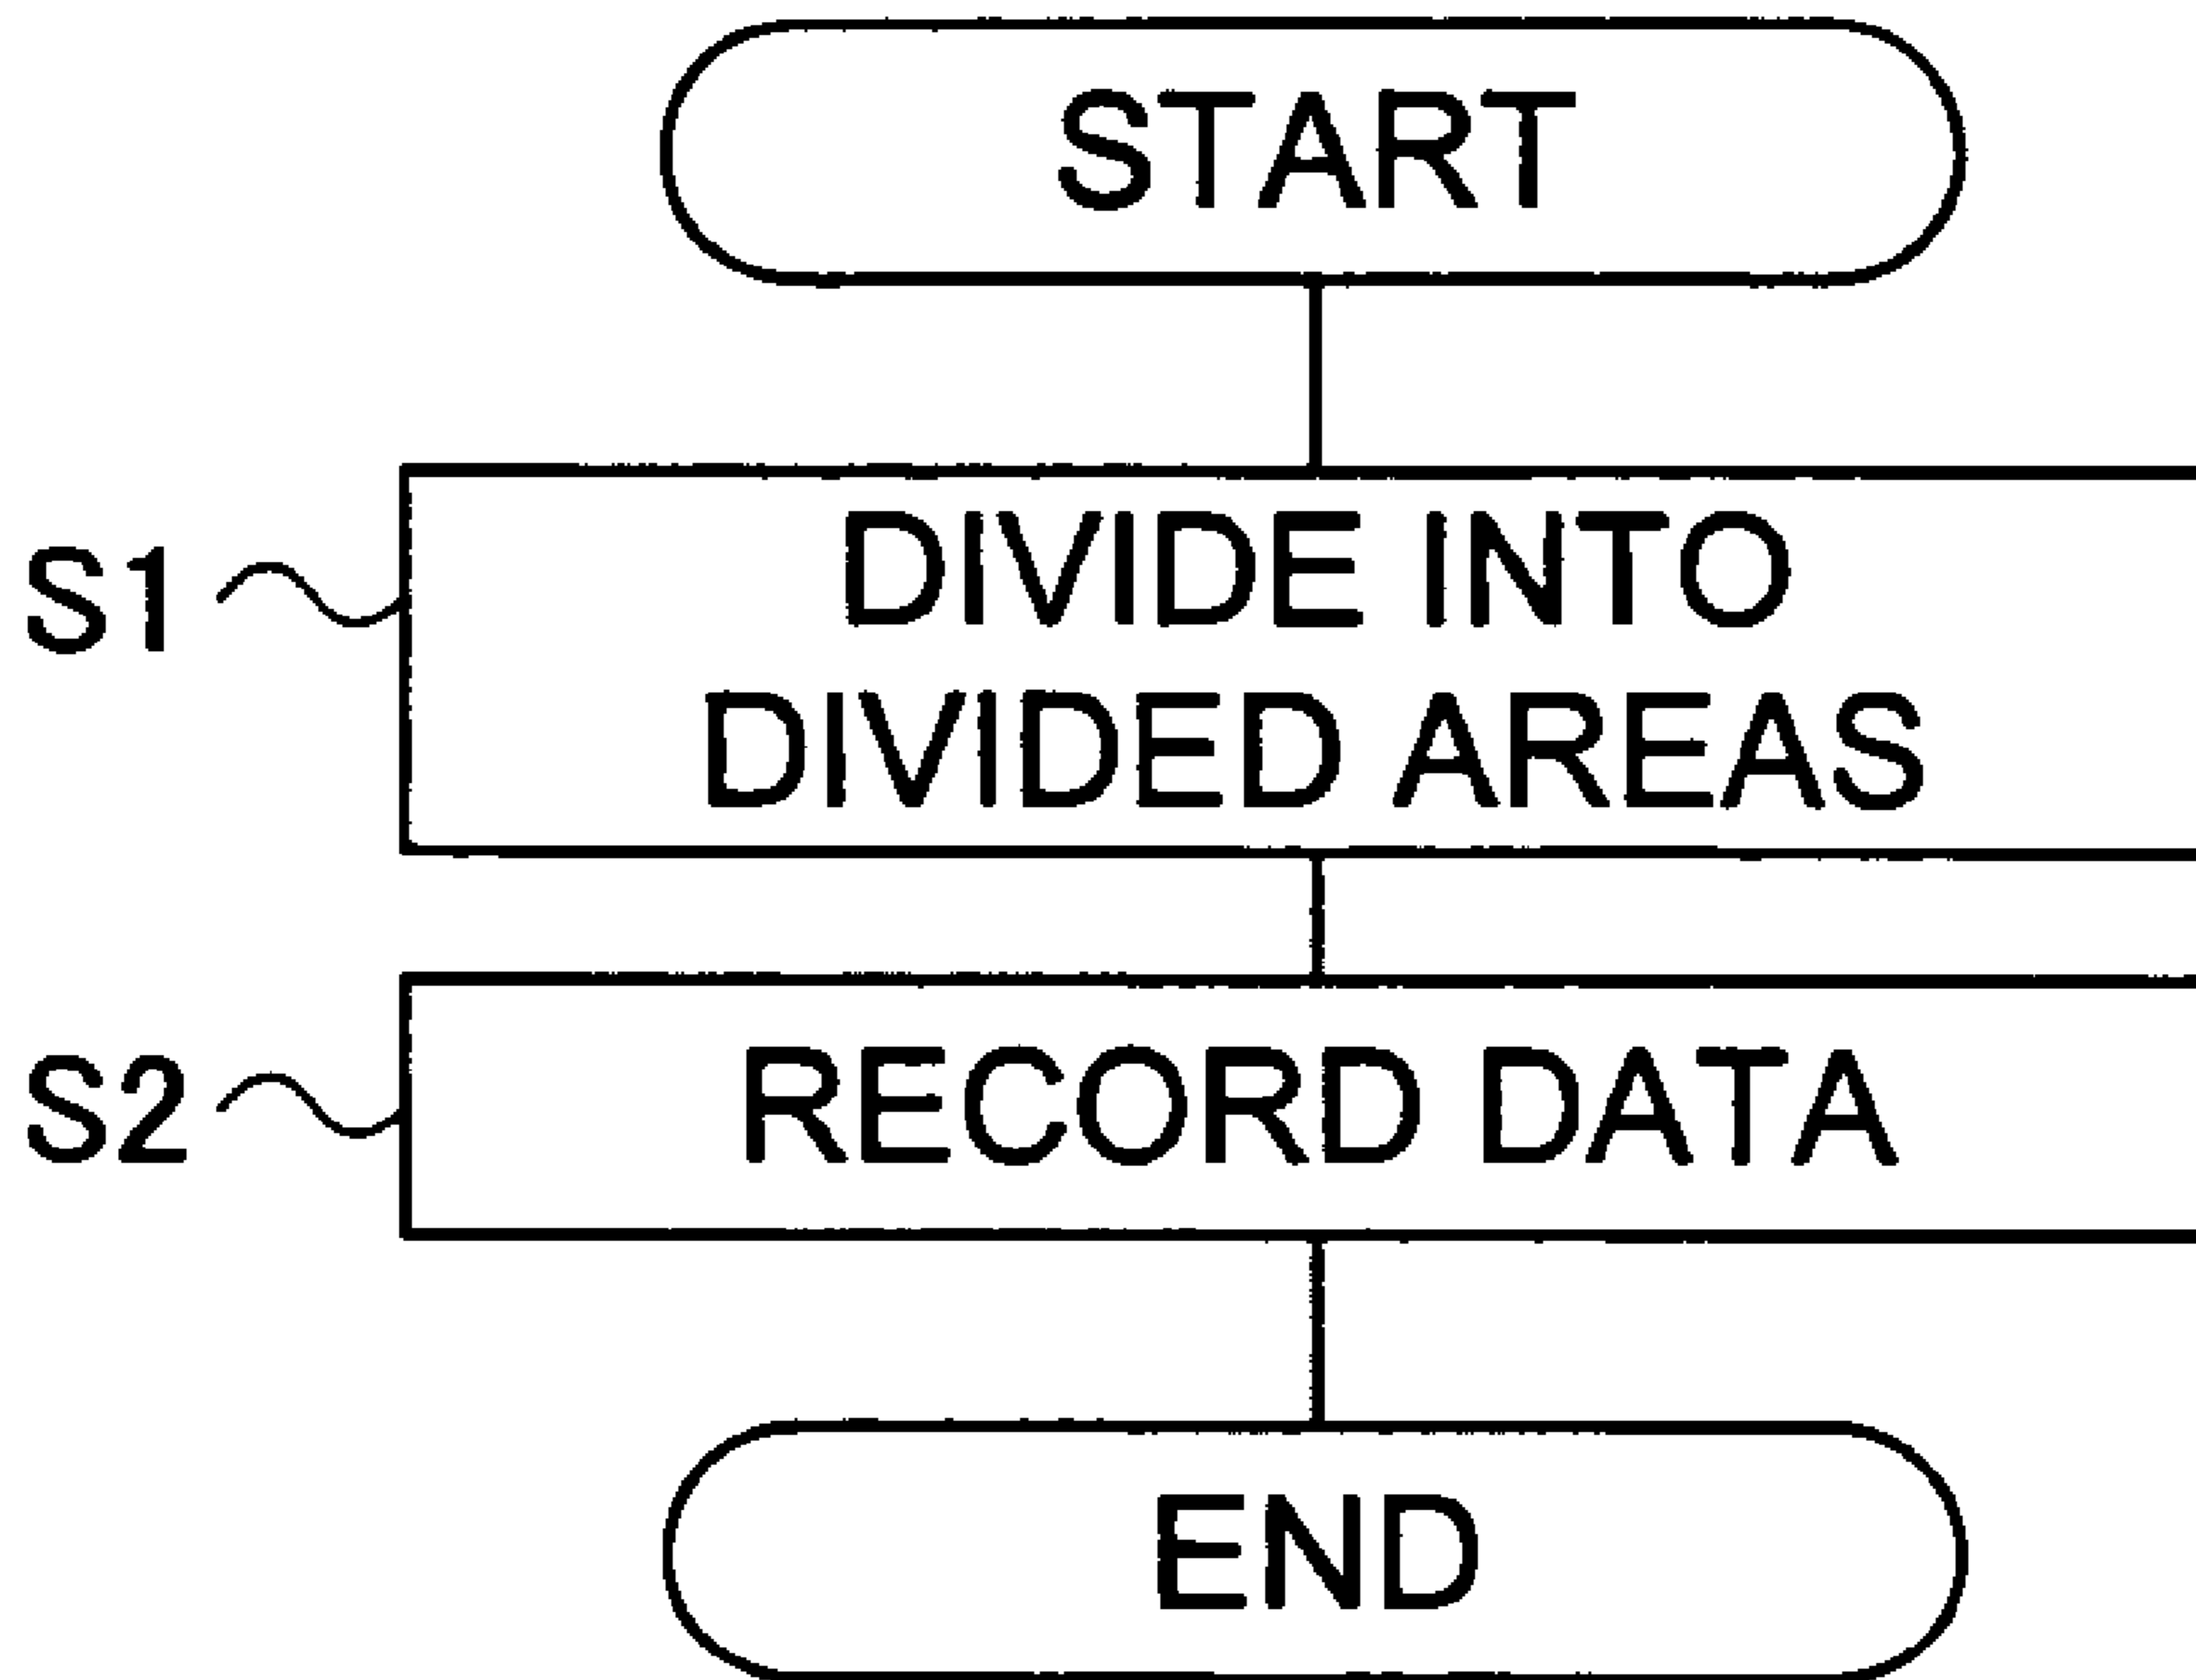 START
S1
DIVIDE INTO
DIVIDED AREAS
S2
RECORD DATA
END